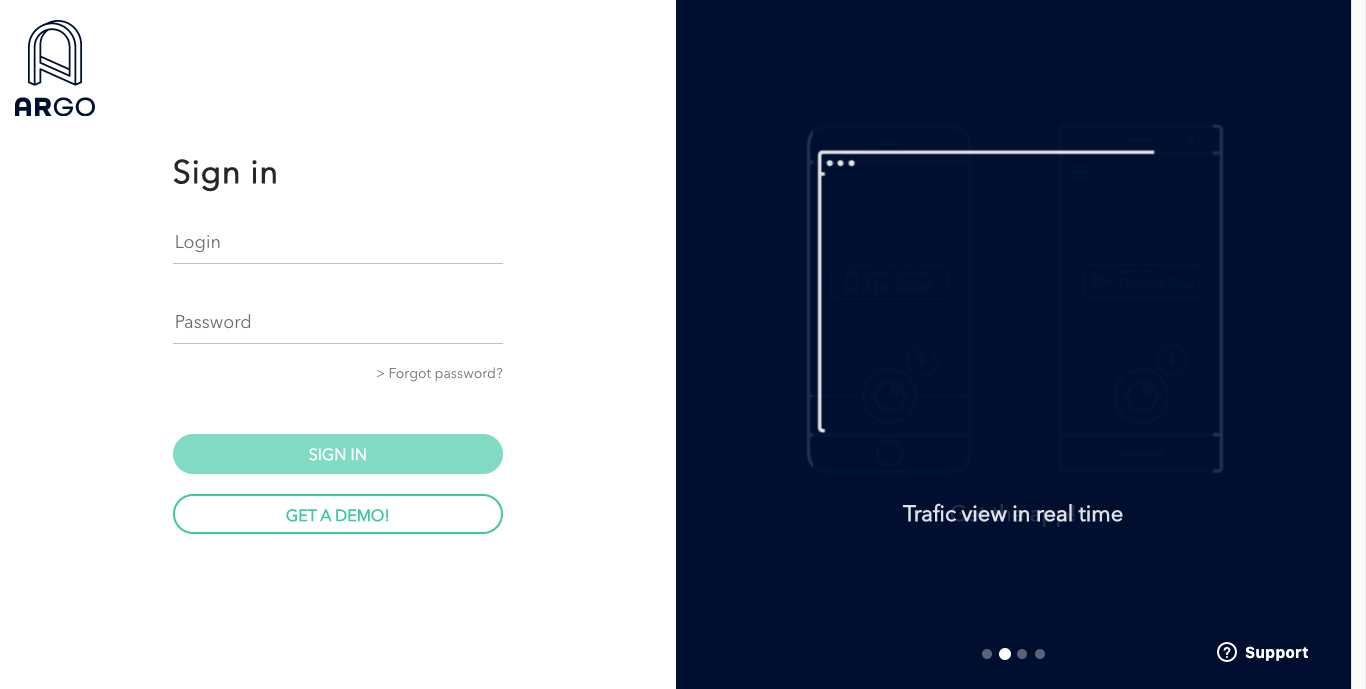 ARGO
Sign in
Login
Password
> Forgot password?
SIGN IN
GET A DEMO!
App Store
Google Play
Trafic view in real time
Support